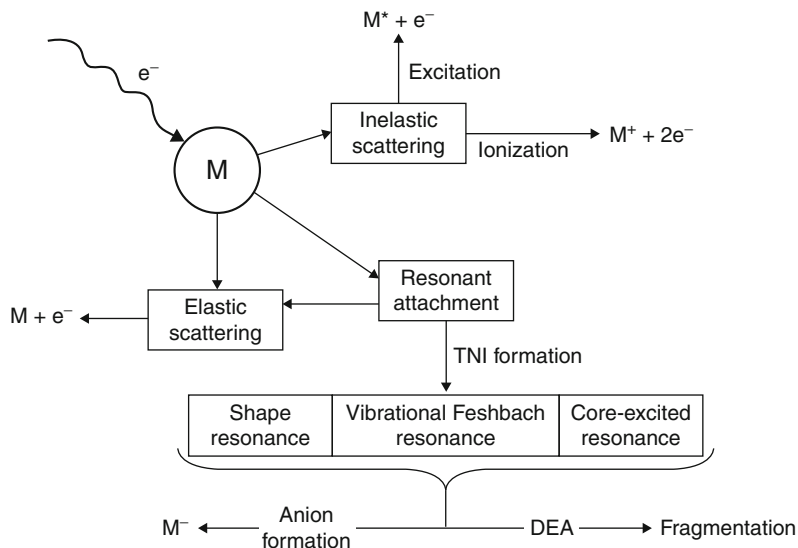 M* + e⁻
e⁻
Excitation
Inelastic
scattering
Ionization
M⁺ + 2e⁻
M
Resonant
attachment
Elastic
scattering
M + e⁻
TNI formation
Shape
resonance
Vibrational Feshbach
resonance
Core-excited
resonance
M⁻
Anion
formation
DEA
Fragmentation